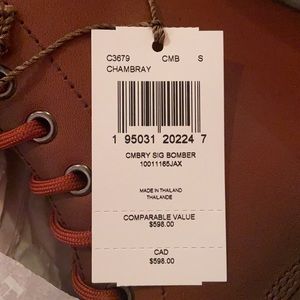 C3679 CMB S
CHAMBRAY
1 95031 20224 7
CMBRY SIG BOMBER
10011165JAX
MADE IN THAILAND
THAILANDE
COMPARABLE VALUE
$598.00
CAD
$598.00